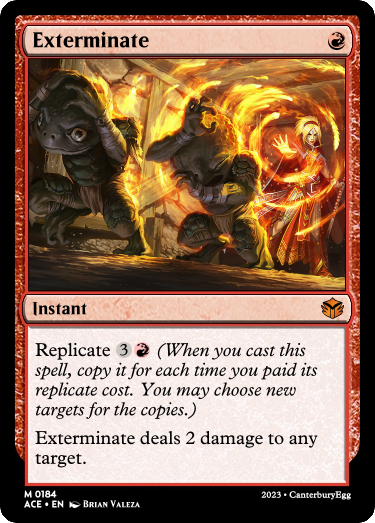 Exterminate
Instant
Replicate 3 (When you cast this
spell, copy it for each time you paid its
replicate cost. You may choose new
targets for the copies.)
Exterminate deals 2 damage to any
target.
M 0184
ACE • EN Brian Valeza
2023 • CanterburyEgg